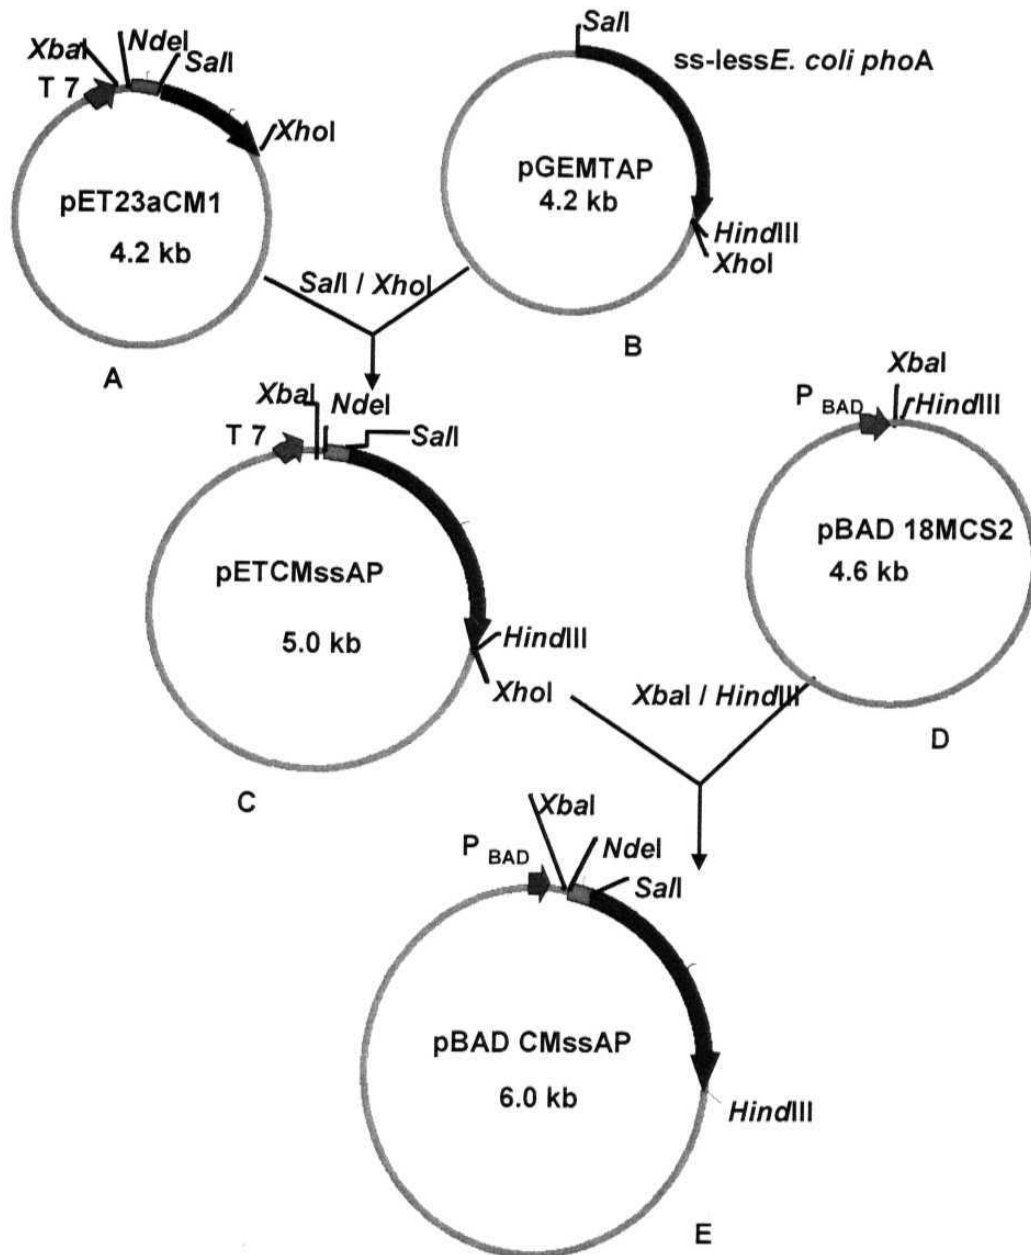 XbaI
NdeI
SalI
T 7
XhoI
pET23aCM1
4.2 kb
A
SalI
ss-lessE. coli phoA
pGEMTAP
4.2 kb
HindIII
XhoI
B
SalI / XhoI
XbaI
NdeI
SalI
T 7
pETCMssAP
5.0 kb
HindIII
XhoI
C
XbaI
P BAD
HindIII
pBAD 18MCS2
4.6 kb
D
XbaI / HindIII
XbaI
P BAD
NdeI
SalI
pBAD CMssAP
6.0 kb
HindIII
E